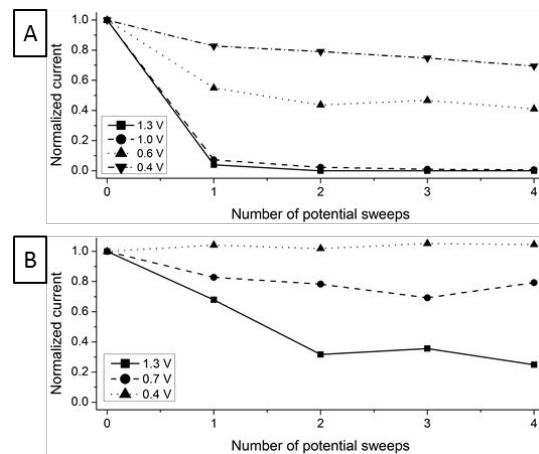 A
Normalized current
1.0
0.8
0.6
0.4
0.2
0.0
1.3 V
1.0 V
0.6 V
0.4 V
0 1 2 3 4
Number of potential sweeps
B
Normalized current
1.0
0.8
0.6
0.4
0.2
0.0
1.3 V
0.7 V
0.4 V
0 1 2 3 4
Number of potential sweeps